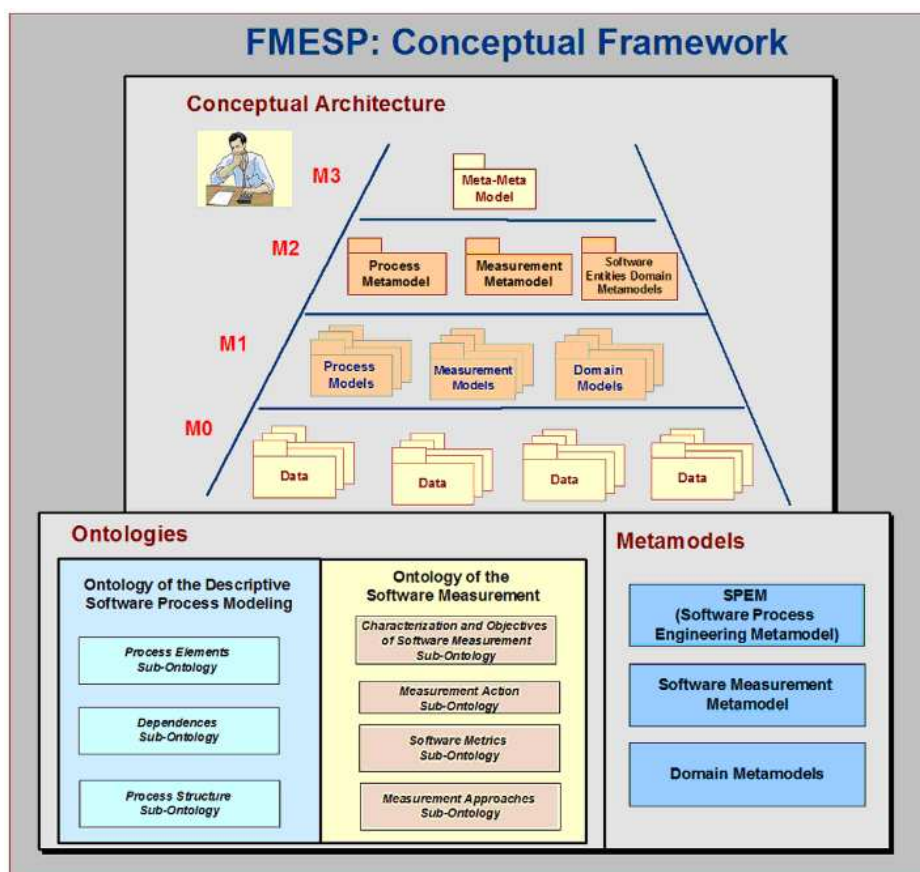 FMESP: Conceptual Framework
Conceptual Architecture
M3
Meta-Meta
Model
M2
Process
Metamodel
Measurement
Metamodel
Software
Entities Domain
Metamodels
M1
Process
Models
Measurement
Models
Domain
Models
M0
Data
Data
Data
Data
Ontologies
Ontology of the Descriptive
Software Process Modeling
Process Elements
Sub-Ontology
Dependences
Sub-Ontology
Process Structure
Sub-Ontology
Ontology of the
Software Measurement
Characterization and Objectives
of Software Measurement
Sub-Ontology
Measurement Action
Sub-Ontology
Software Metrics
Sub-Ontology
Measurement Approaches
Sub-Ontology
Metamodels
SPEM
(Software Process
Engineering Metamodel)
Software Measurement
Metamodel
Domain Metamodels